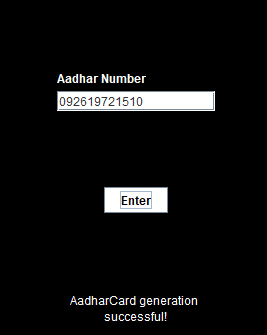 Aadhar Number
092619721510
Enter
AadharCard generation
successful!